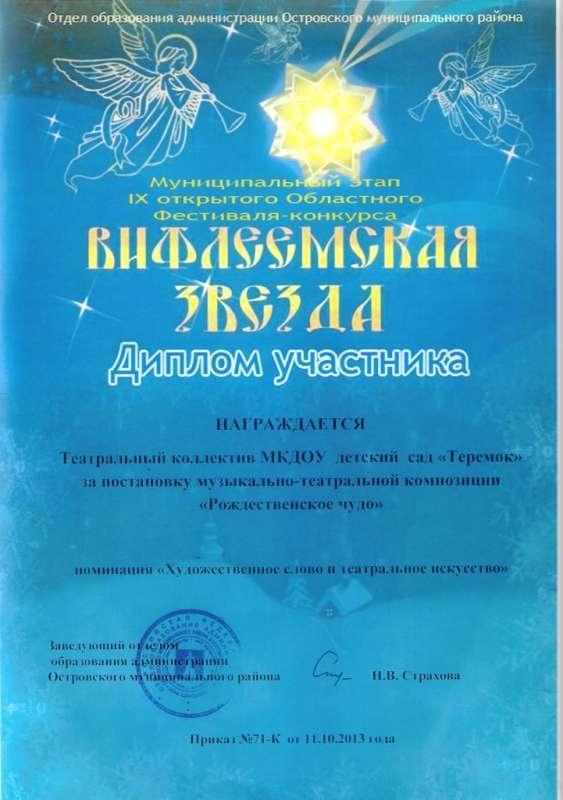 Отдел образования администрации Островского муниципального района
Муниципальный этап
IX открытого Областного
Фестиваля-конкурса
ВИФЛЕЕМСКАЯ
ЗВЕЗДА
Диплом участника
НАГРАЖДАЕТСЯ
Театральный коллектив МКДОУ детский сад «Теремок»
за постановку музыкально-театральной композиции
«Рождественское чудо»
номинация «Художественное слово и театральное искусство»
Заведующий отделом
образования администрации
Островского муниципального района
Н.В. Страхова
Приказ №71-К от 11.10.2013 года